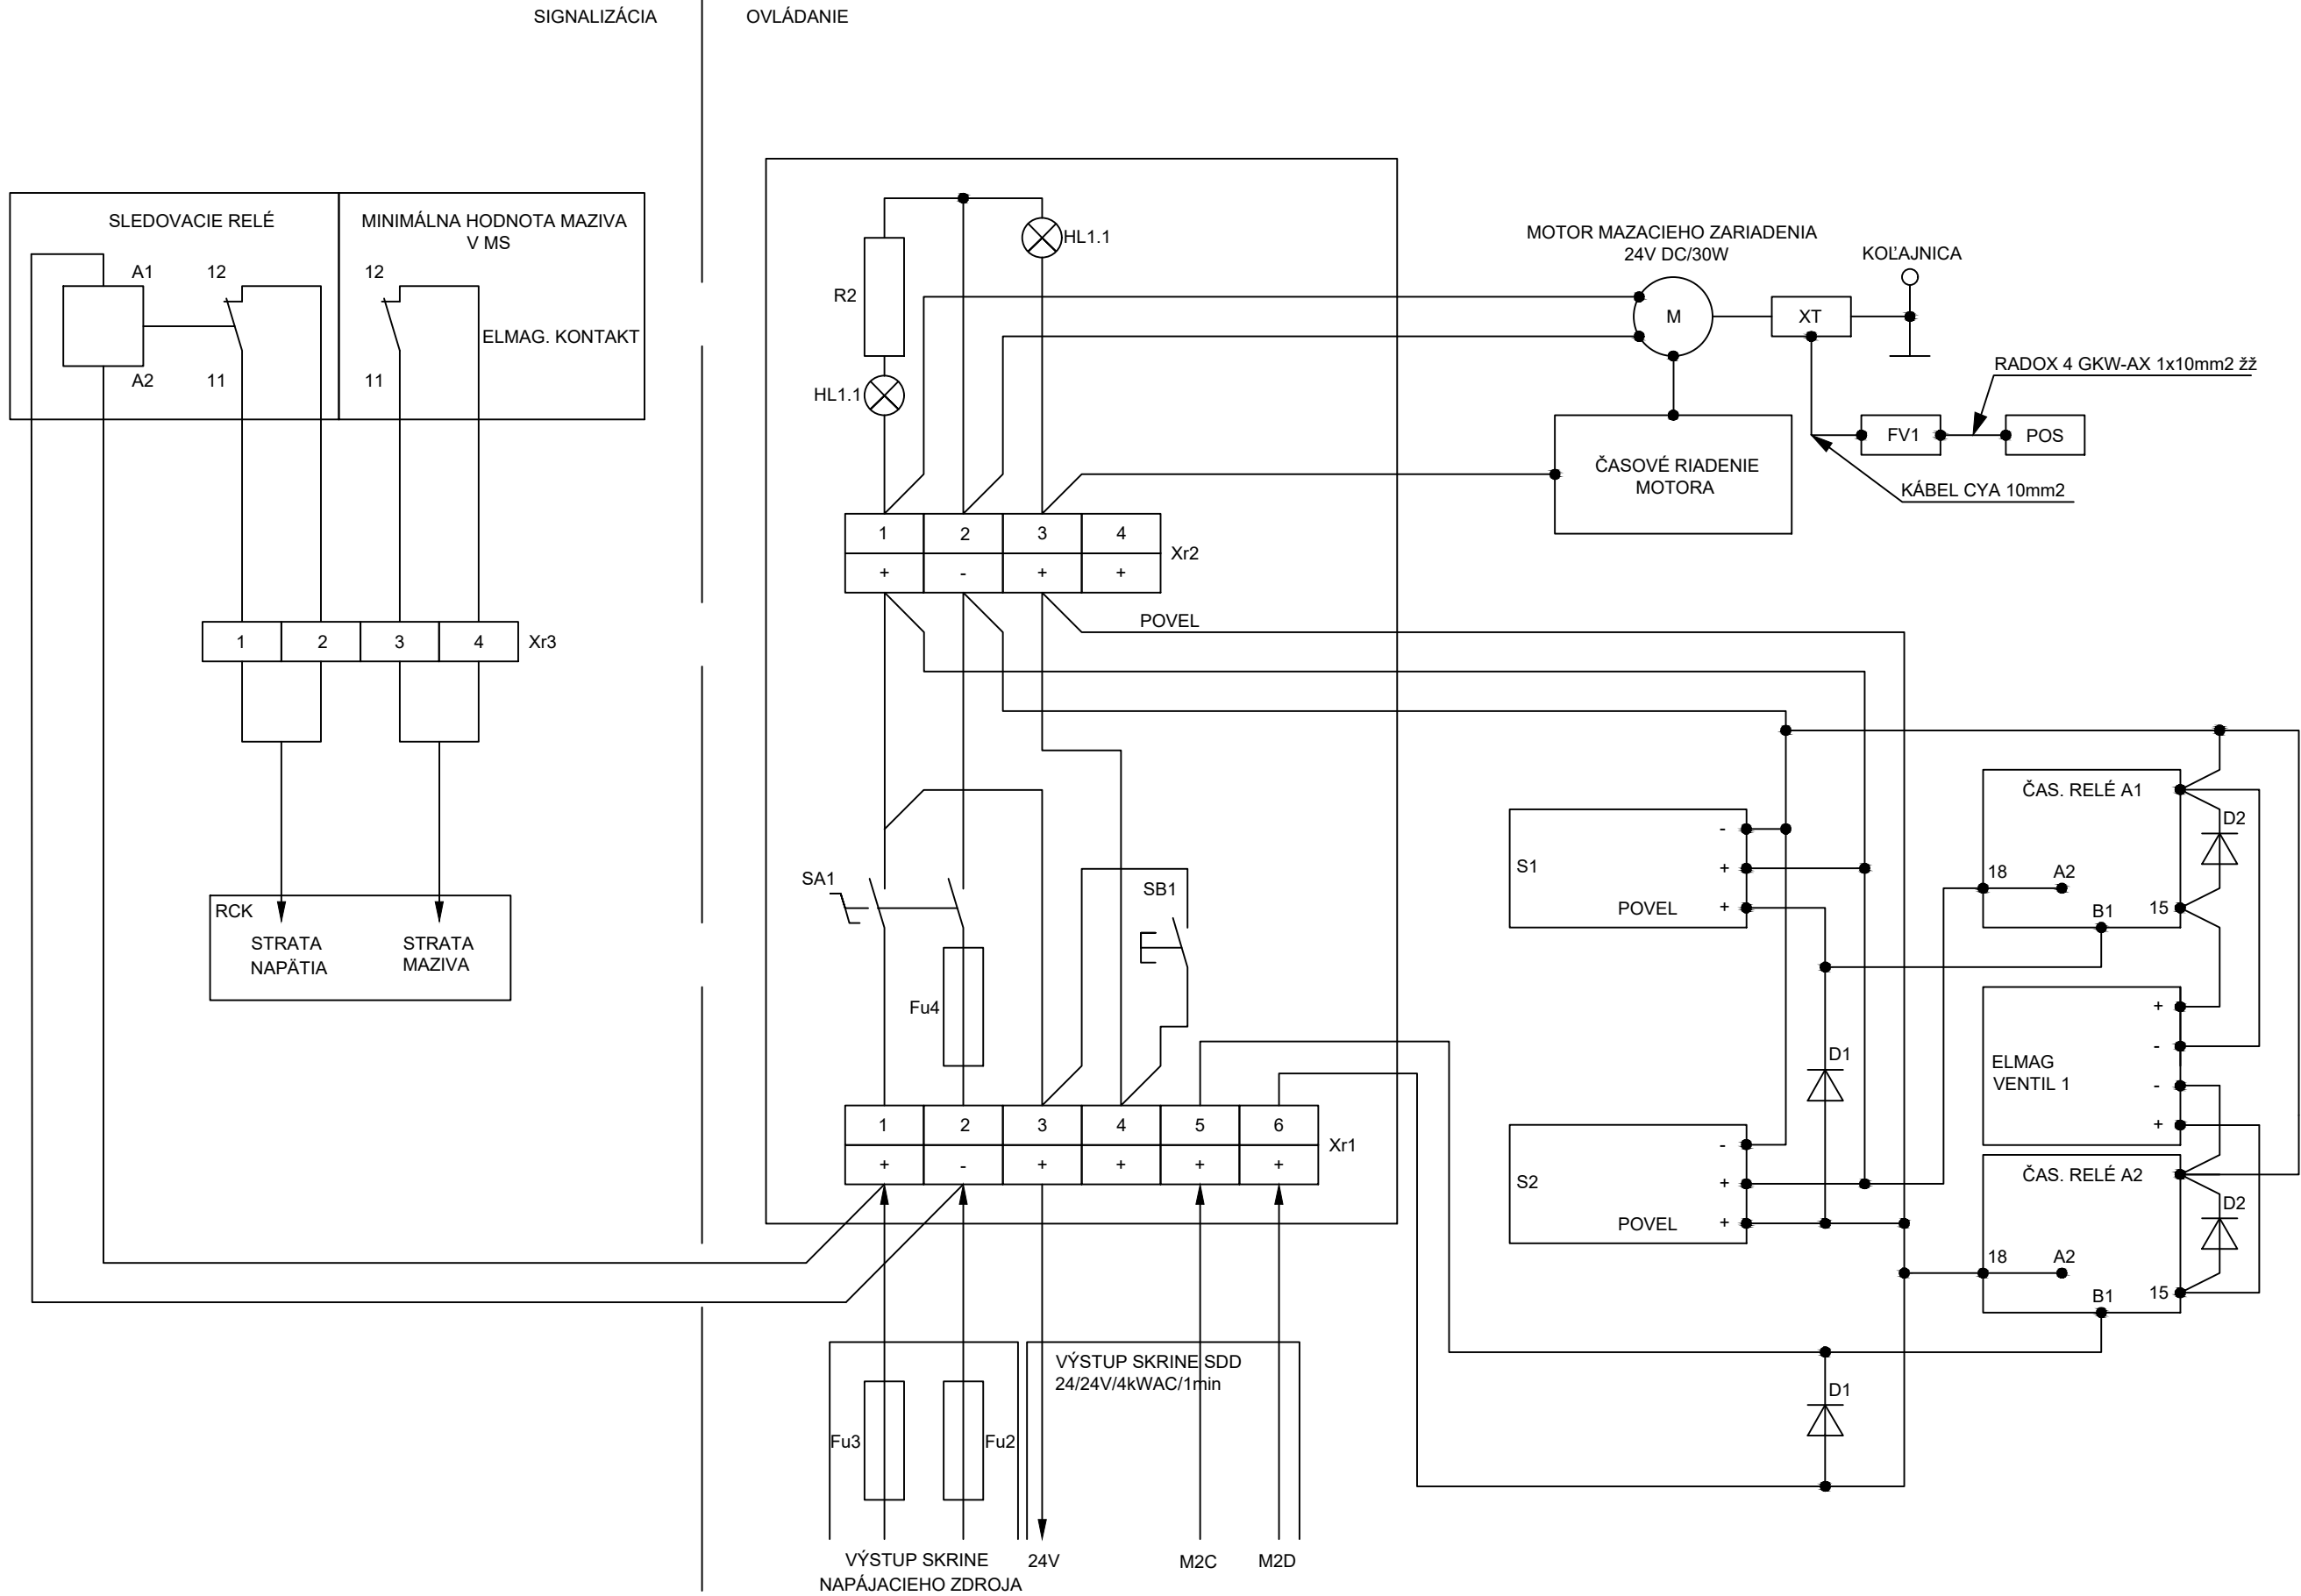 SIGNALIZÁCIA
OVLÁDANIE
SLEDOVACIE RELÉ
A1
12
A2
11
MINIMÁLNA HODNOTA MAZIVA
V MS
12
ELMAG. KONTAKT
11
1
2
3
4
Xr3
RCK
STRATA
NAPÄTIA
STRATA
MAZIVA
HL1.1
R2
HL1.1
1
2
3
4
Xr2
+
-
+
+
POVEL
SA1
SB1
Fu4
1
2
3
4
5
6
Xr1
+
-
+
+
+
+
VÝSTUP SKRINE SDD
24/24V/4kWAC/1min
Fu3
Fu2
VÝSTUP SKRINE
NAPÁJACIEHO ZDROJA
24V
M2C
M2D
MOTOR MAZACIEHO ZARIADENIA
24V DC/30W
M
XT
KOĽAJNICA
RADOX 4 GKW-AX 1x10mm2 žž
FV1
POS
KÁBEL CYA 10mm2
ČASOVÉ RIADENIE
MOTORA
S1
-
+
POVEL
+
D1
S2
-
+
POVEL
+
D1
ČAS. RELÉ A1
D2
18
A2
B1
15
ELMAG
VENTIL 1
+
-
-
+
ČAS. RELÉ A2
D2
18
A2
B1
15